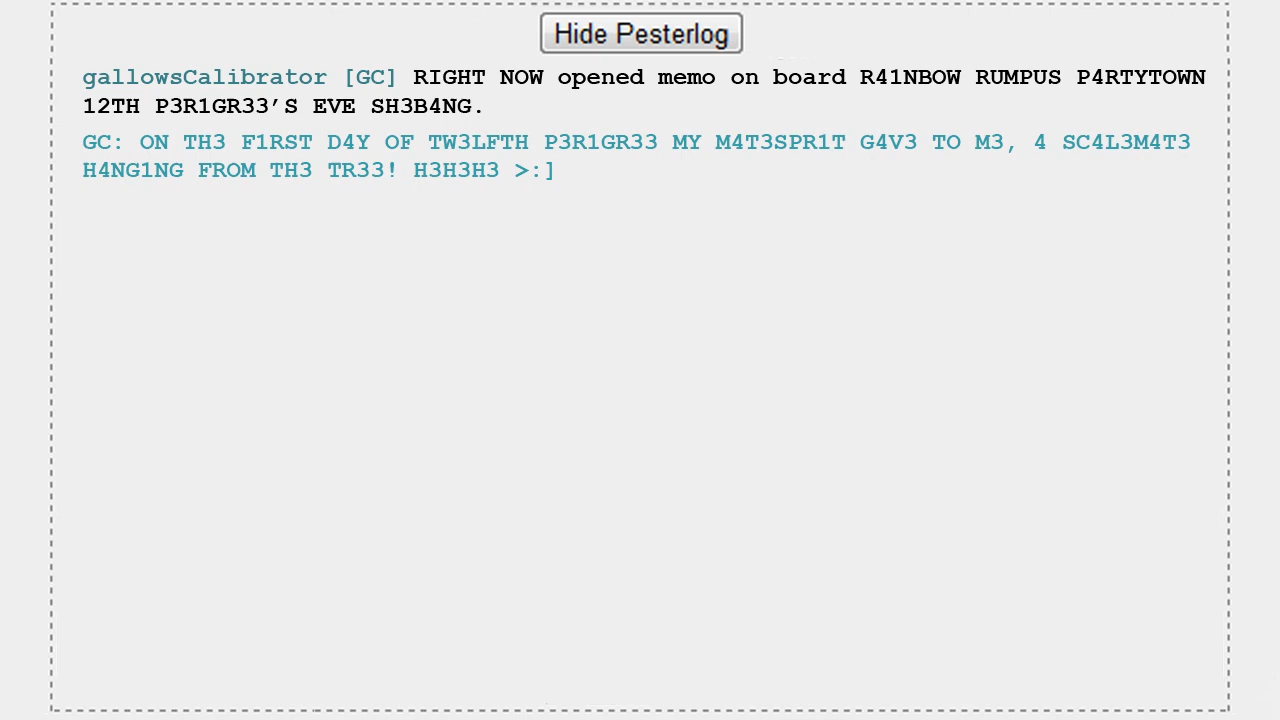 Hide Pesterlog
gallowsCalibrator [GC] RIGHT NOW opened memo on board R41NBOW RUMPUS P4RTYTOWN
12TH P3R1GR33’S EVE SH3B4NG.
GC: ON TH3 F1RST D4Y OF TW3LFTH P3R1GR33 MY M4T3SPR1T G4V3 TO M3, 4 SC4L3M4T3
H4NG1NG FROM TH3 TR33! H3H3H3 >:]